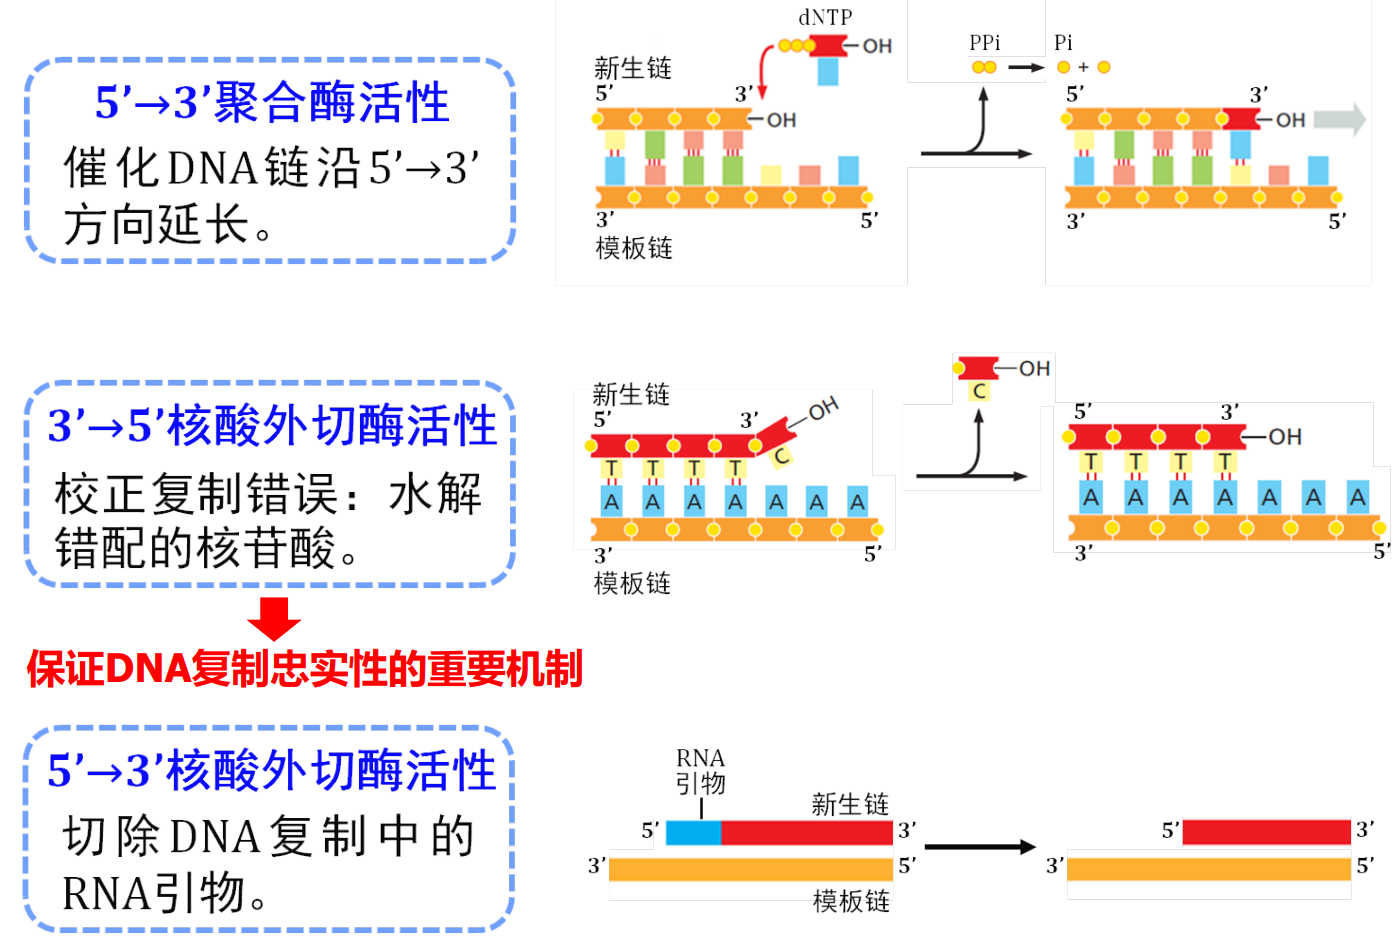 5’→3’聚合酶活性
催化DNA链沿5’→3’
方向延长。
dNTP
OH
新生链
5’
3’
OH
3’
5’
模板链
PPi
Pi
+
5’
3’
OH
3’
5’
3’→5’核酸外切酶活性
校正复制错误：水解
错配的核苷酸。
新生链
5’
3’
OH
C
T T T T
A A A A A A A
3’
5’
模板链
OH
C
5’
3’
OH
T T T T
A A A A A A A
3’
5’
保证DNA复制忠实性的重要机制
5’→3’核酸外切酶活性
切除DNA复制中的
RNA引物。
RNA
引物
新生链
5’
3’
3’
5’
模板链
5’
3’
3’
5’